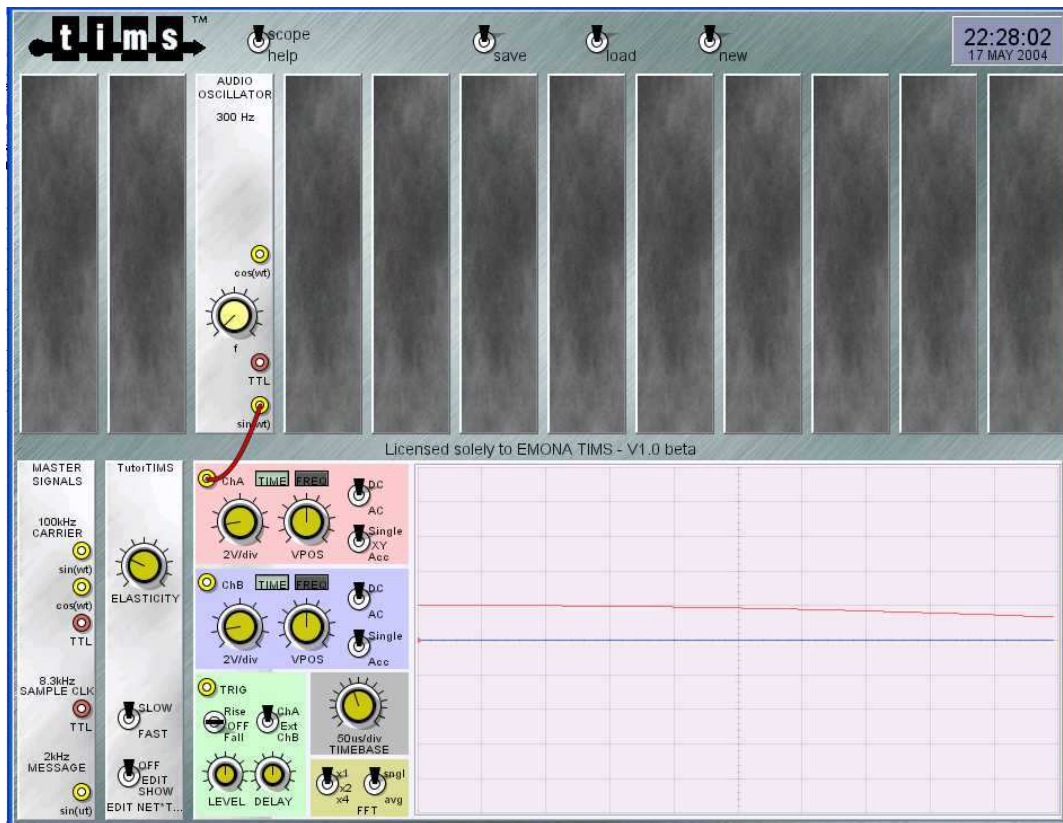 tims™
scope
help
save
load
new
22:28:02
17 MAY 2004
AUDIO
OSCILLATOR
300 Hz
cos(wt)
f
TTL
sin(wt)
Licensed solely to EMONA TIMS - V1.0 beta
MASTER
SIGNALS
100kHz
CARRIER
sin(wt)
cos(wt)
TTL
8.3kHz
SAMPLE CLK
TTL
2kHz
MESSAGE
sin(ut)
TutorTIMS
ELASTICITY
SLOW
FAST
OFF
EDIT
SHOW
EDIT NET*T...
ChA
TIME
FREQ
DC
AC
2V/div
VPOS
Single
XY
Acc
ChB
TIME
FREQ
DC
AC
2V/div
VPOS
Single
Acc
TRIG
Rise
OFF
Fall
ChA
Ext
ChB
LEVEL
DELAY
50us/div
TIMEBASE
x1
x2
x4
sngl
avg
FFT